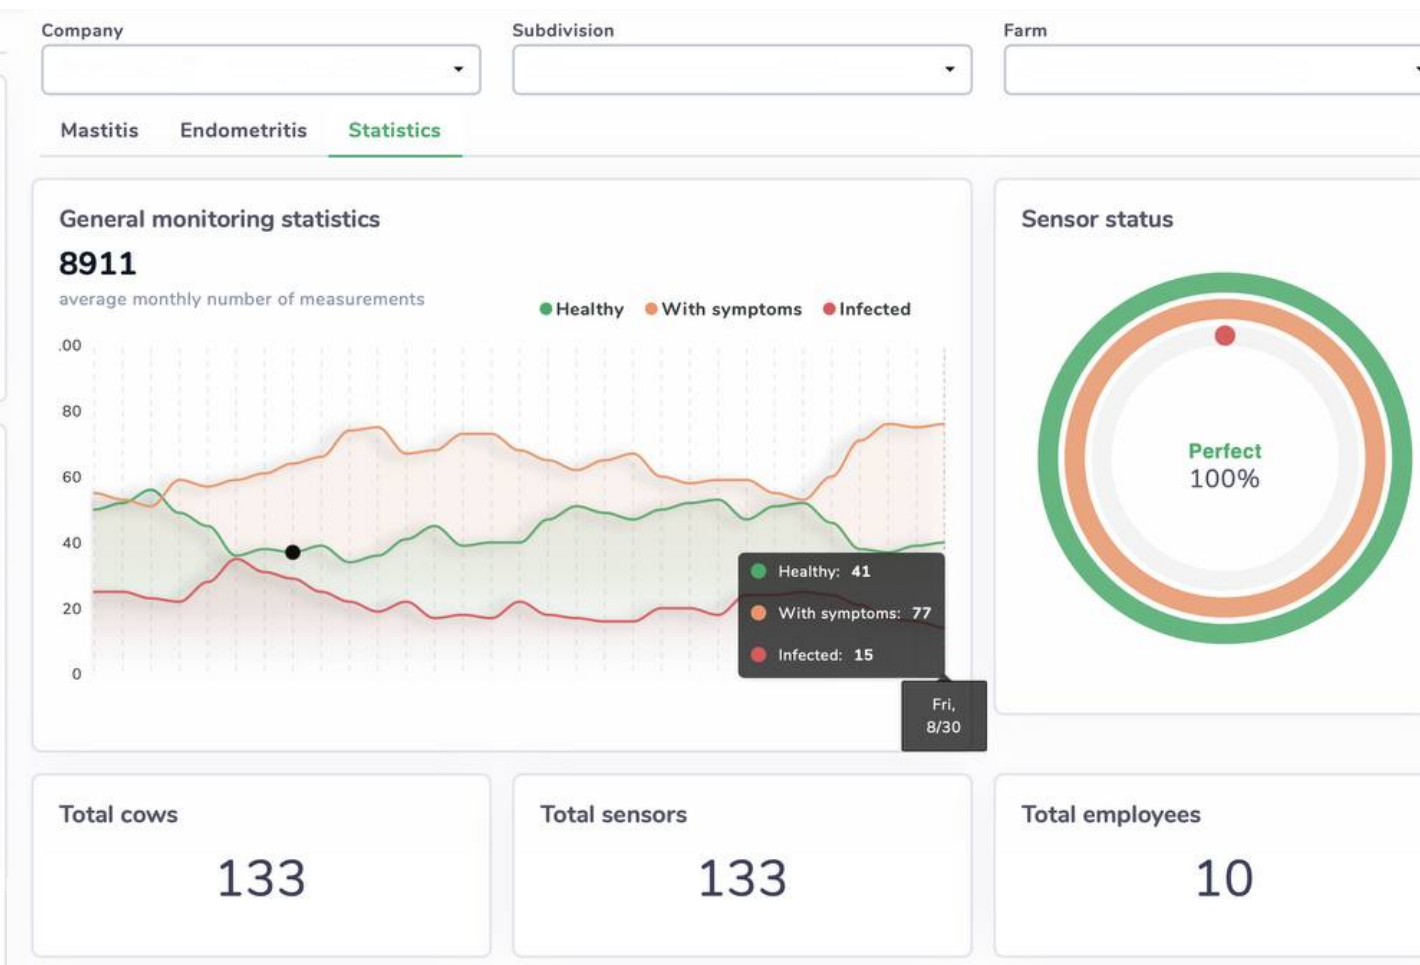 Company Subdivision Farm
Mastitis Endometritis Statistics
General monitoring statistics
8911
average monthly number of measurements
Healthy With symptoms Infected
.00
80
60
40
20
0
Healthy: 41
With symptoms: 77
Infected: 15
Fri,
8/30
Sensor status
Perfect
100%
Total cows
133
Total sensors
133
Total employees
10